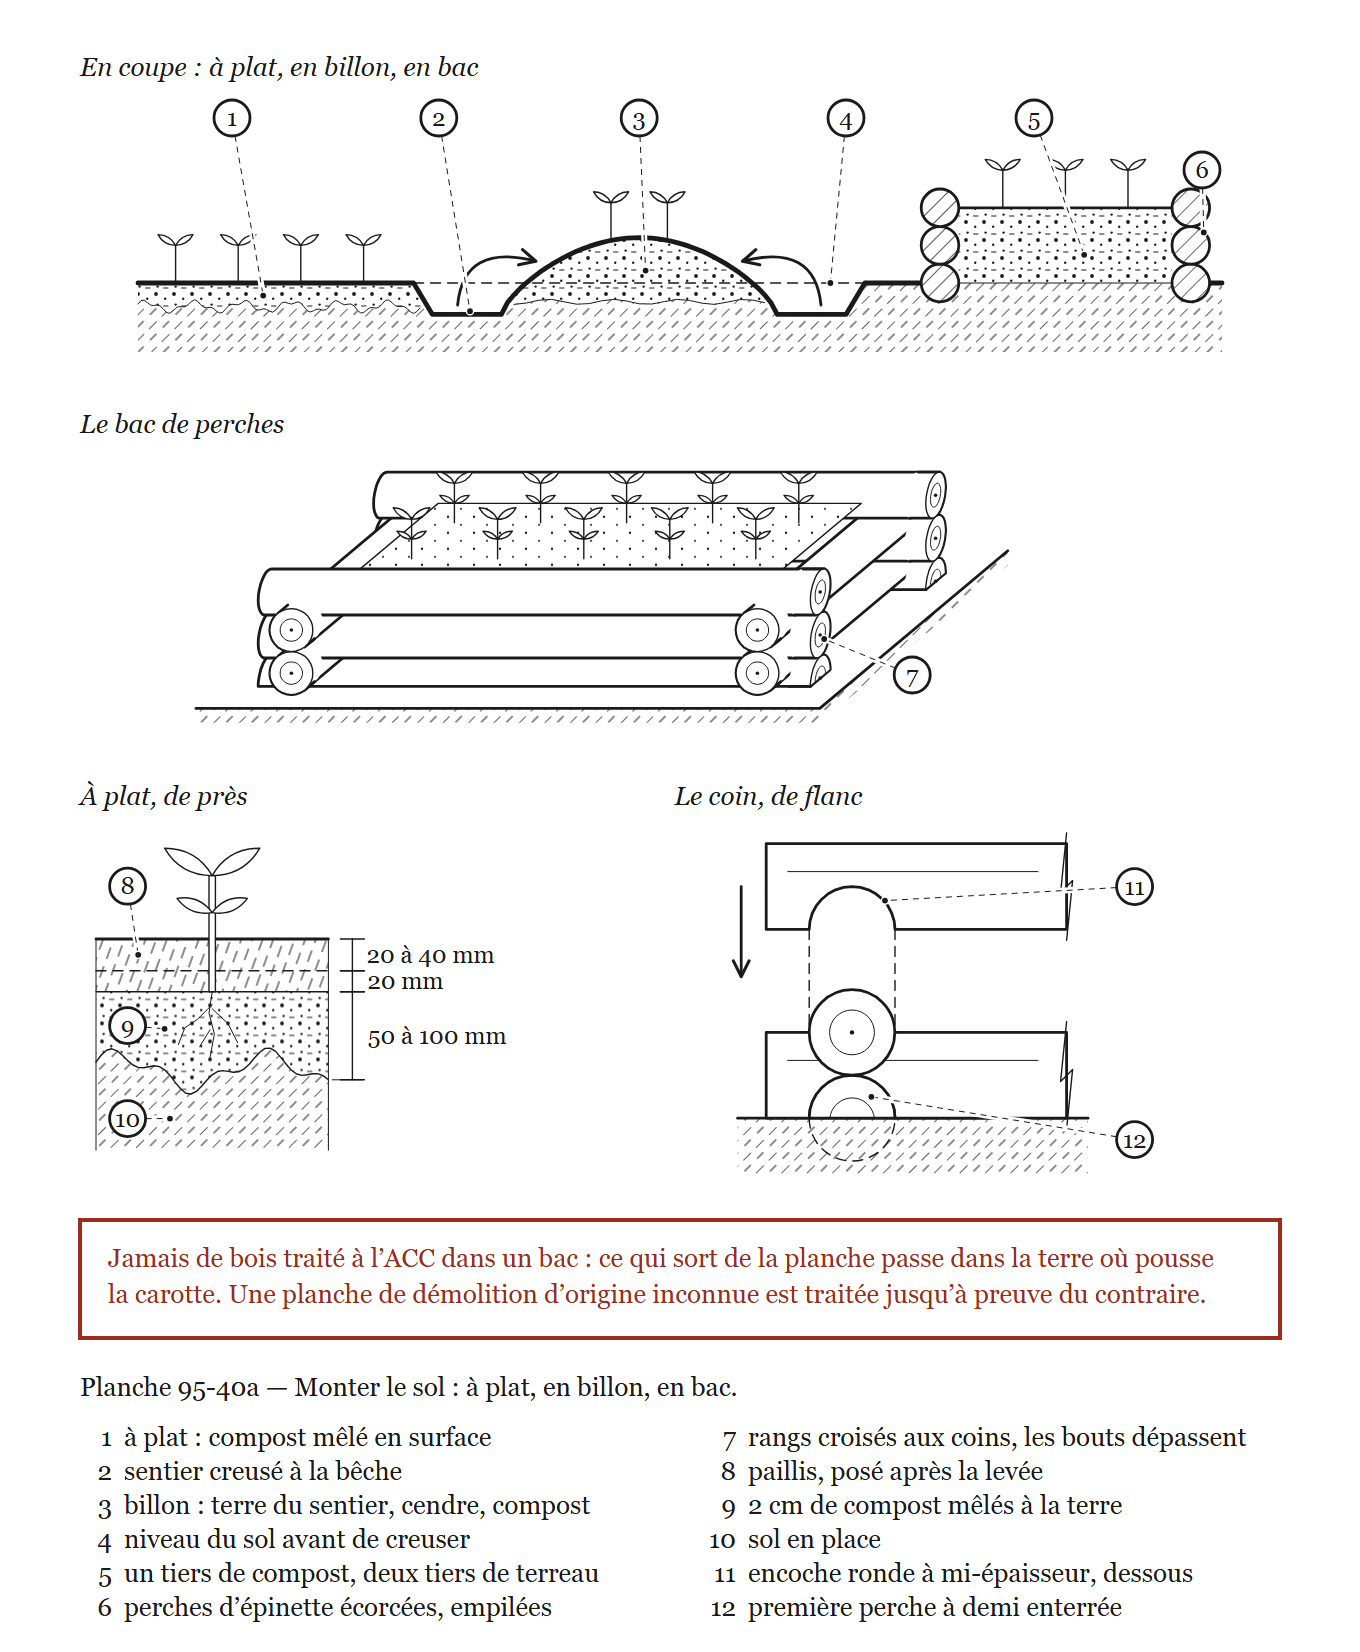 En coupe : à plat, en billon, en bac
1 2 3 4 5 6
Le bac de perches
7
À plat, de près
8
20 à 40 mm
20 mm
9
50 à 100 mm
10
Le coin, de flanc
11
12
Jamais de bois traité à l’ACC dans un bac : ce qui sort de la planche passe dans la terre où pousse
la carotte. Une planche de démolition d’origine inconnue est traitée jusqu’à preuve du contraire.
Planche 95-40a — Monter le sol : à plat, en billon, en bac.
1 à plat : compost mêlé en surface
2 sentier creusé à la bêche
3 billon : terre du sentier, cendre, compost
4 niveau du sol avant de creuser
5 un tiers de compost, deux tiers de terreau
6 perches d’épinette écorcées, empilées
7 rangs croisés aux coins, les bouts dépassent
8 paillis, posé après la levée
9 2 cm de compost mêlés à la terre
10 sol en place
11 encoche ronde à mi-épaisseur, dessous
12 première perche à demi enterrée